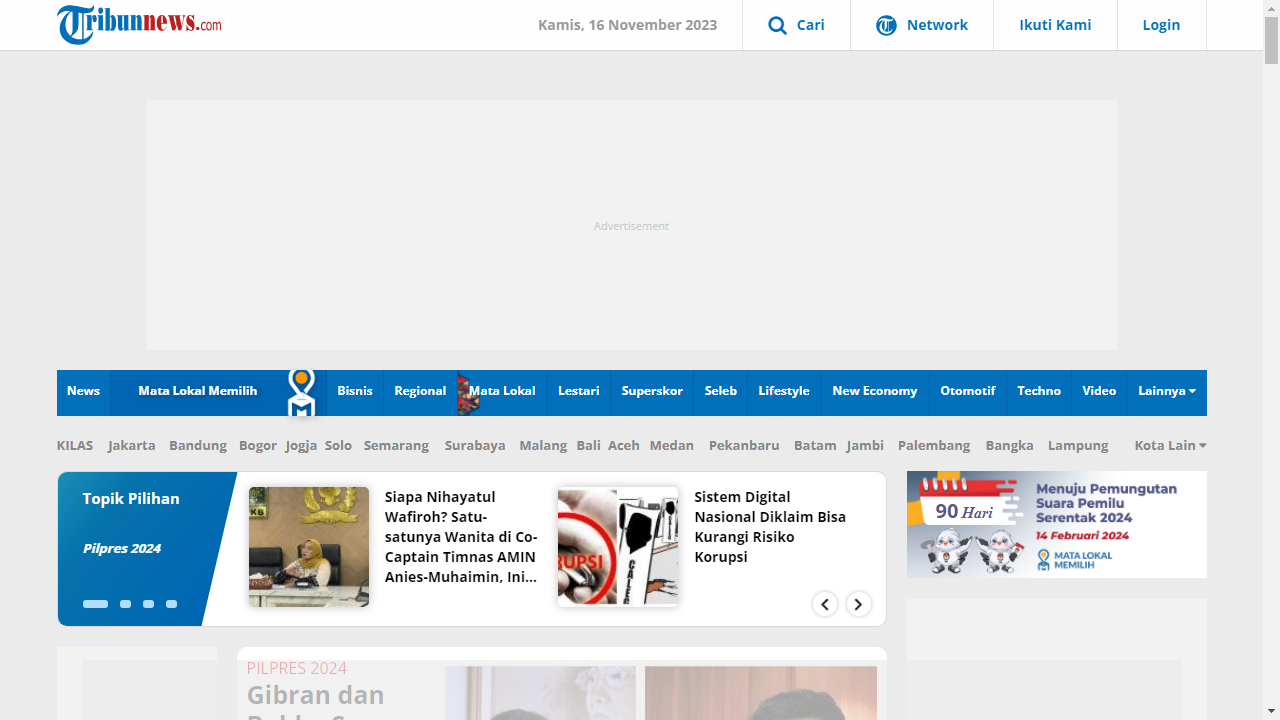 Tribunnews.com
Kamis, 16 November 2023
Cari
Network
Ikuti Kami
Login
Advertisement
News
Mata Lokal Memilih
Bisnis
Regional
Mata Lokal
Lestari
Superskor
Seleb
Lifestyle
New Economy
Otomotif
Techno
Video
Lainnya
KILAS
Jakarta
Bandung
Bogor
Jogja
Solo
Semarang
Surabaya
Malang
Bali
Aceh
Medan
Pekanbaru
Batam
Jambi
Palembang
Bangka
Lampung
Kota Lain
Topik Pilihan
Pilpres 2024
Siapa Nihayatul
Wafiroh? Satu-
satunya Wanita di Co-
Captain Timnas AMIN
Anies-Muhaimin, Ini...
Sistem Digital
Nasional Diklaim Bisa
Kurangi Risiko
Korupsi
90 Hari
Menuju Pemungutan
Suara Pemilu
Serentak 2024
14 Februari 2024
MATA LOKAL
MEMILIH
PILPRES 2024
Gibran dan